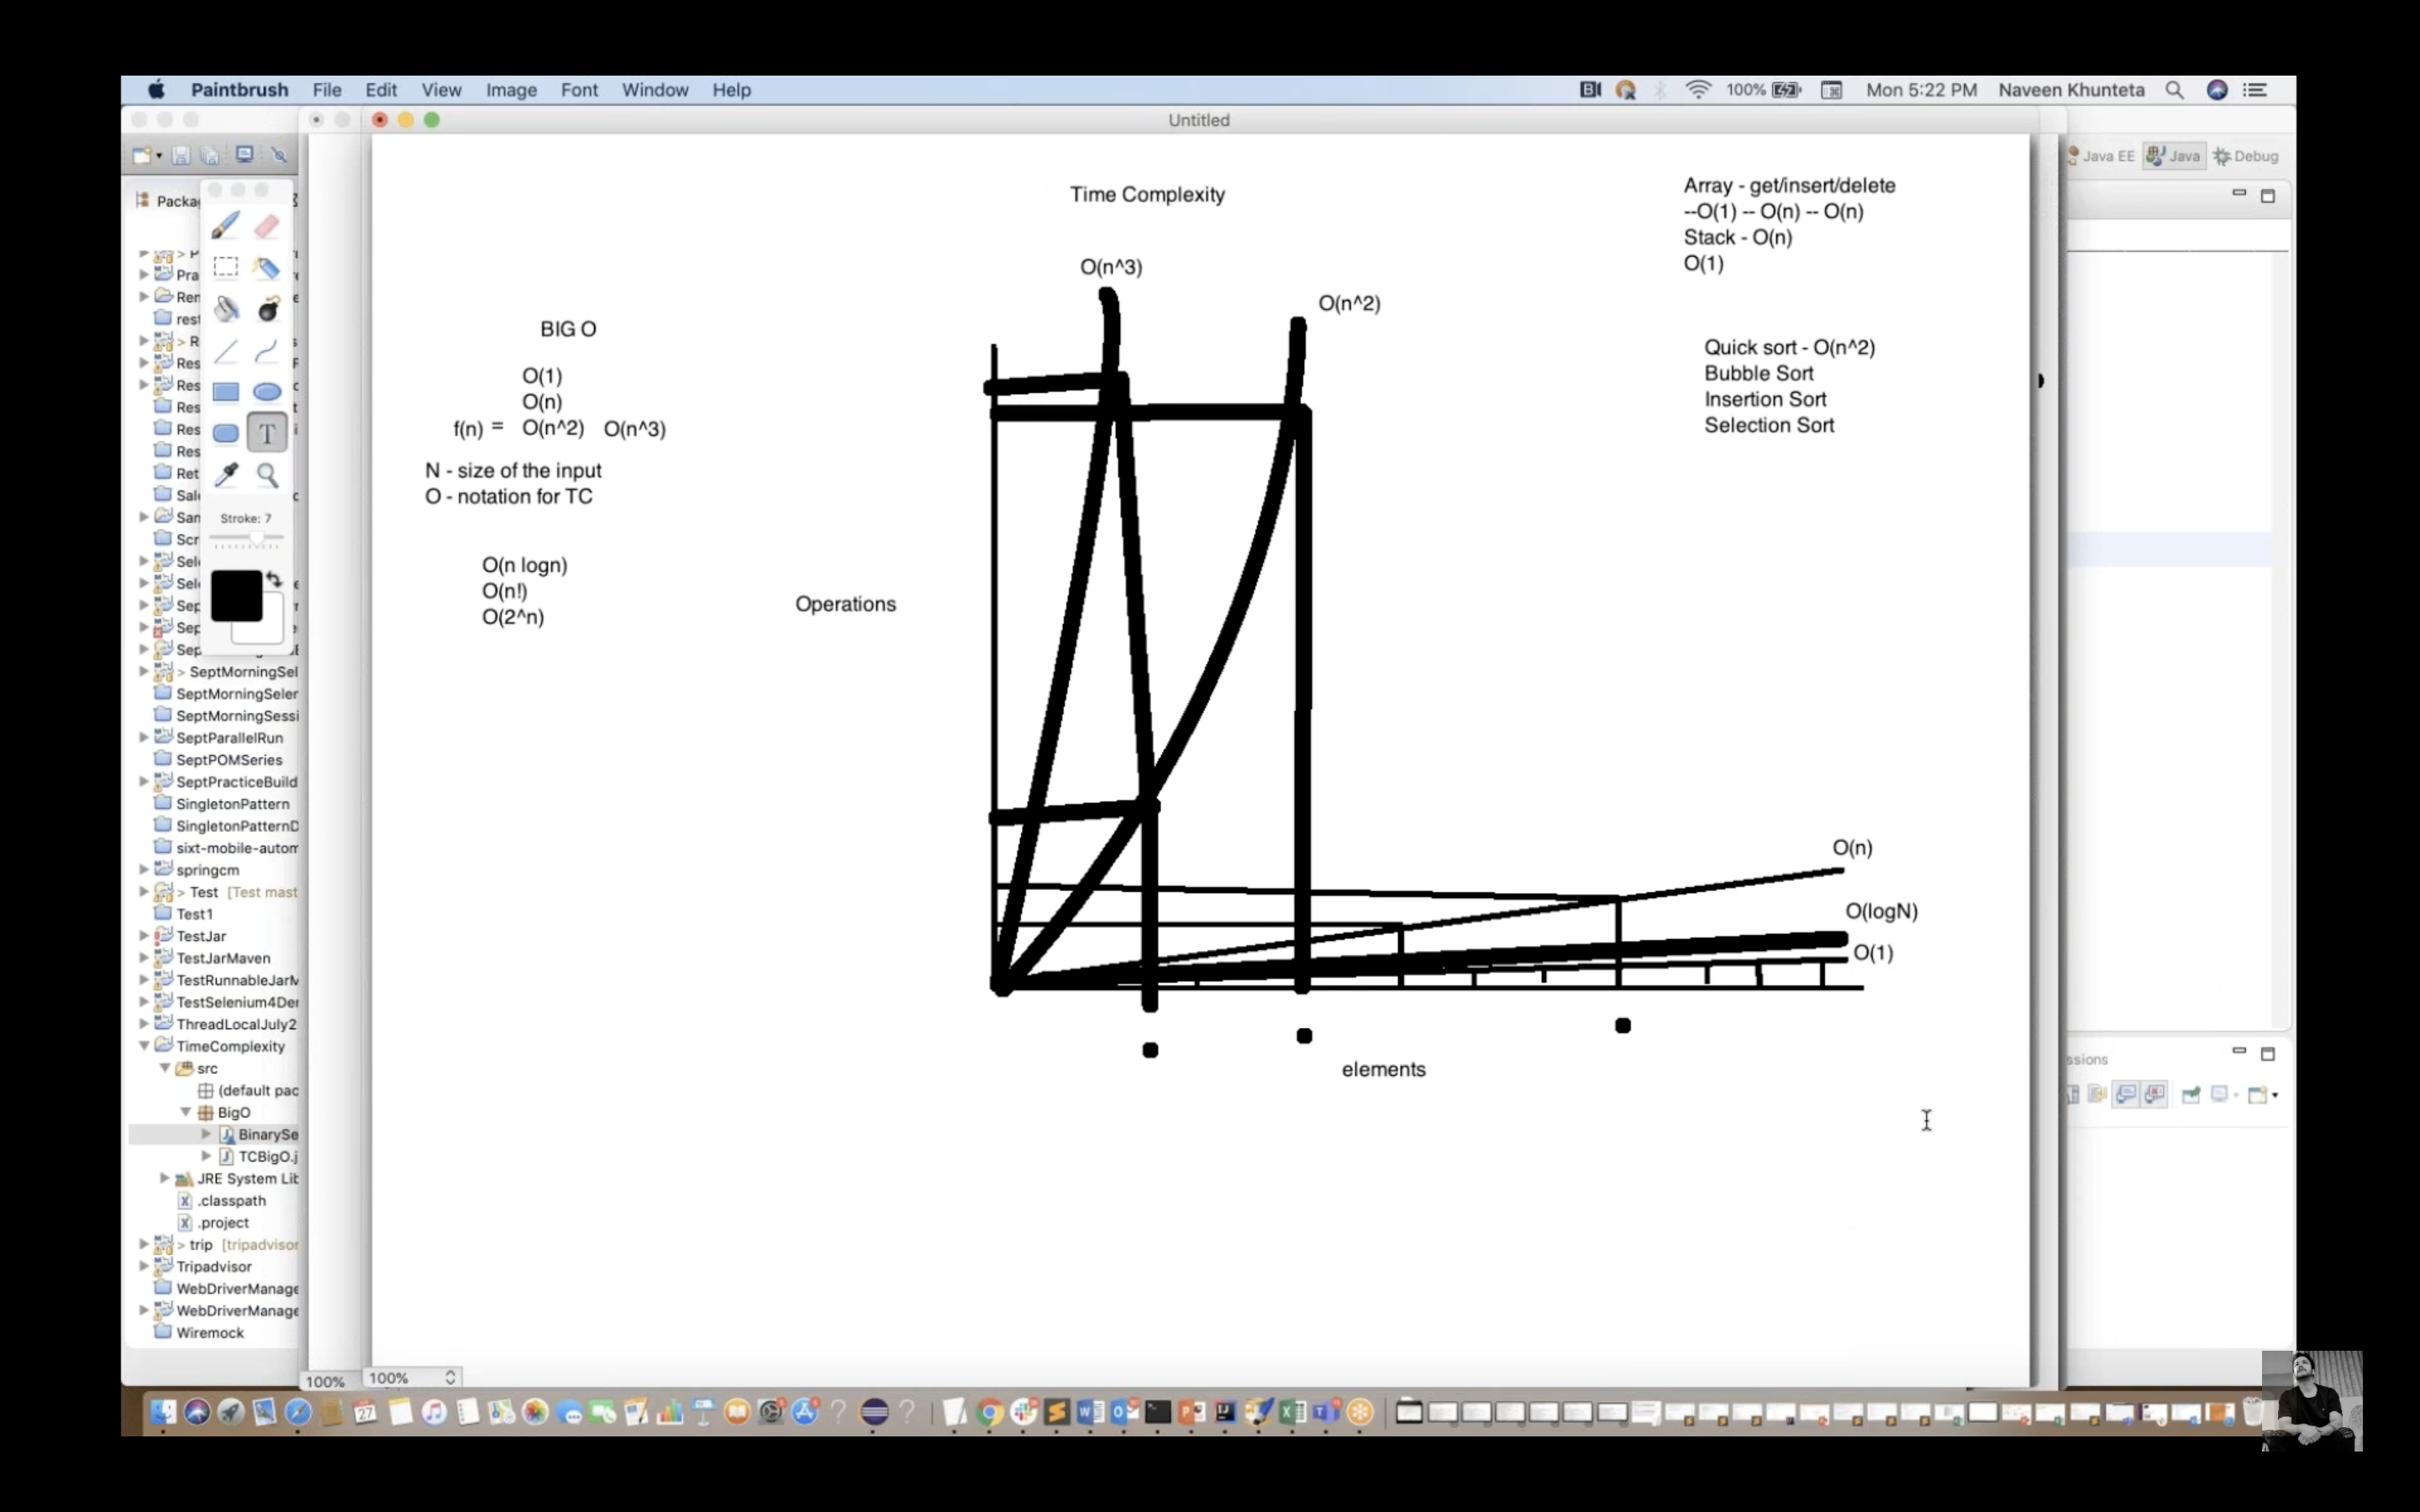 Paintbrush File Edit View Image Font Window Help 100% Mon 5:22 PM Naveen Khunteta
Untitled
Java EE Java Debug
Packa
Time Complexity
Array - get/insert/delete
--O(1) -- O(n) -- O(n)
Stack - O(n)
O(1)
O(n^3)
O(n^2)
BIG O
O(1)
O(n)
f(n) = O(n^2) O(n^3)
N - size of the input
O - notation for TC
O(n logn)
O(n!)
O(2^n)
Quick sort - O(n^2)
Bubble Sort
Insertion Sort
Selection Sort
Operations
O(n)
O(logN)
O(1)
elements
Stroke: 7
T
> P
Pra
Ren
rest
> R
Res
Res
Res
Res
Res
Ret
Sale
San
Scr
Sele
Sele
Sep
Sep
Sep
> SeptMorningSel
SeptMorningSeler
SeptMorningSessi
SeptParallelRun
SeptPOMSeries
SeptPracticeBuild
SingletonPattern
SingletonPatternD
sixt-mobile-autom
springcm
> Test [Test mast
Test1
TestJar
TestJarMaven
TestRunnableJarM
TestSelenium4Der
ThreadLocalJuly2
TimeComplexity
src
(default pac
BigO
BinarySe
TCBigO.j
JRE System Lib
.classpath
.project
> trip [tripadvisor
Tripadvisor
WebDriverManage
WebDriverManage
Wiremock
ssions
100%
100%
27